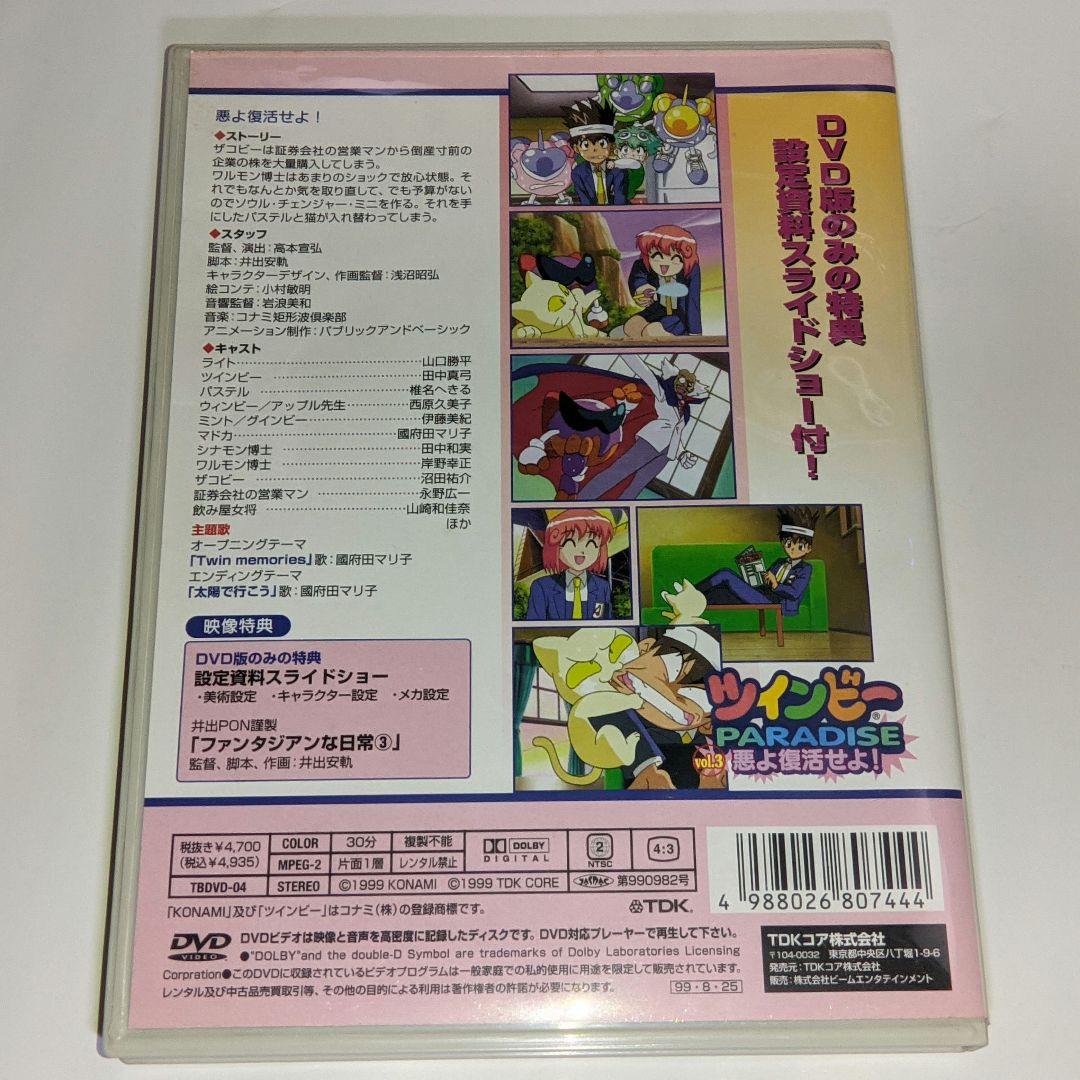 悪よ復活せよ!
◆ストーリー
ザコビーは証券会社の営業マンから倒産寸前の
企業の株を大量購入してしまう。
ワルモン博士はあまりのショックで放心状態。そ
れでもなんとか気を取り直して、でも予算がない
のでソウル・チェンジャー・ミニを作る。それを手
にしたパステルと猫が入れ替わってしまう。
◆スタッフ
監督、演出:高本宣弘
脚本:井出安軌
キャラクターデザイン、作画監督:浅沼昭弘
絵コンテ:小村敏明
音響監督:岩浪美和
音楽:コナミ矩形波倶楽部
アニメーション制作:パブリックアンドベーシック
◆キャスト
ライト………………………………山口勝平
ツインビー ………………………田中真弓
パステル …………………………椎名へきる
ウィンビー/アップル先生…………西原久美子
ミント/グインビー…………………伊藤美紀
マドカ………………………………國府田マリ子
シナモン博士 ……………………田中和実
ワルモン博士 ……………………岸野幸正
ザコビー ………………………沼田祐介
証券会社の営業マン ……………永野広一
飲み屋女将 ………………………山崎和佳奈
ほか
主題歌
オープニングテーマ
「Twin memories」歌:國府田マリ子
エンディングテーマ
「太陽で行こう」歌:國府田マリ子
映像特典
DVD版のみの特典
設定資料スライドショー
・美術設定 ・キャラクター設定 ・メカ設定
井出PON謹製
「ファンタジアンな日常③」
監督、脚本、作画:井出安軌
DVD版のみの特典
設定資料スライドショー付!
ツインビー®
PARADISE
vol.3 悪よ復活せよ!
税抜き¥4,700
(税込¥4,935)
TBDVD-04
COLOR 30分 複製不能
MPEG-2 片面1層 レンタル禁止
STEREO ©1999 KONAMI ©1999 TDK CORE
DOLBY
DIGITAL
2
NTSC
4:3
第990982号
「KONAMI」及び「ツインビー」はコナミ(株)の登録商標です。
TDK
4 988026 807444
DVD
VIDEO
DVDビデオは映像と音声を高密度に記録したディスクです。DVD対応プレーヤーで再生して下さい。
●"DOLBY"and the double-D Symbol are trademarks of Dolby Laboratories Licensing
Corpration●このDVDに収録されているビデオプログラムは一般家庭での私的使用に用途を限定して販売されています。
レンタル及び中古品売買取引等、その他の目的による利用は著作権者の許諾が必要になります。
99・8・25
TDKコア株式会社
〒104-0032 東京都中央区八丁堀1-9-6
発売元:TDKコア株式会社
販売:株式会社ビームエンタテインメント